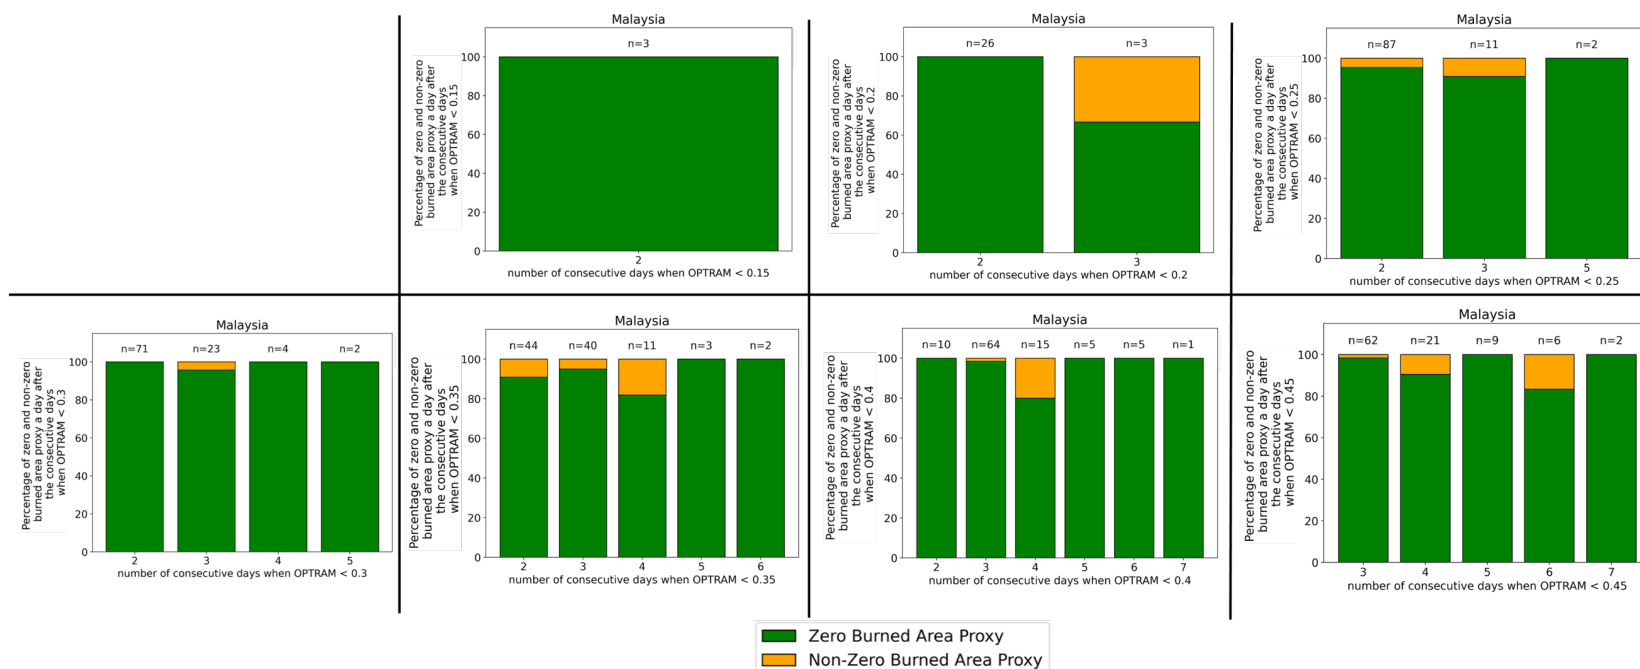 Malaysia
n=3
100
80
60
40
20
0
Percentage of zero and non-zero
burned area proxy a day after
the consecutive days
when OPTRAM < 0.15
2
number of consecutive days when OPTRAM < 0.15
Malaysia
n=26 n=3
100
80
60
40
20
0
Percentage of zero and non-zero
burned area proxy a day after
the consecutive days
when OPTRAM < 0.2
2 3
number of consecutive days when OPTRAM < 0.2
Malaysia
n=87 n=11 n=2
100
80
60
40
20
0
Percentage of zero and non-zero
burned area proxy a day after
the consecutive days
when OPTRAM < 0.25
2 3 5
number of consecutive days when OPTRAM < 0.25
Malaysia
n=71 n=23 n=4 n=2
100
80
60
40
20
0
Percentage of zero and non-zero
burned area proxy a day after
the consecutive days
when OPTRAM < 0.3
2 3 4 5
number of consecutive days when OPTRAM < 0.3
Malaysia
n=44 n=40 n=11 n=3 n=2
100
80
60
40
20
0
Percentage of zero and non-zero
burned area proxy a day after
the consecutive days
when OPTRAM < 0.35
2 3 4 5 6
number of consecutive days when OPTRAM < 0.35
Malaysia
n=10 n=64 n=15 n=5 n=5 n=1
100
80
60
40
20
0
Percentage of zero and non-zero
burned area proxy a day after
the consecutive days
when OPTRAM < 0.4
2 3 4 5 6 7
number of consecutive days when OPTRAM < 0.4
Malaysia
n=62 n=21 n=9 n=6 n=2
100
80
60
40
20
0
Percentage of zero and non-zero
burned area proxy a day after
the consecutive days
when OPTRAM < 0.45
3 4 5 6 7
number of consecutive days when OPTRAM < 0.45
Zero Burned Area Proxy
Non-Zero Burned Area Proxy